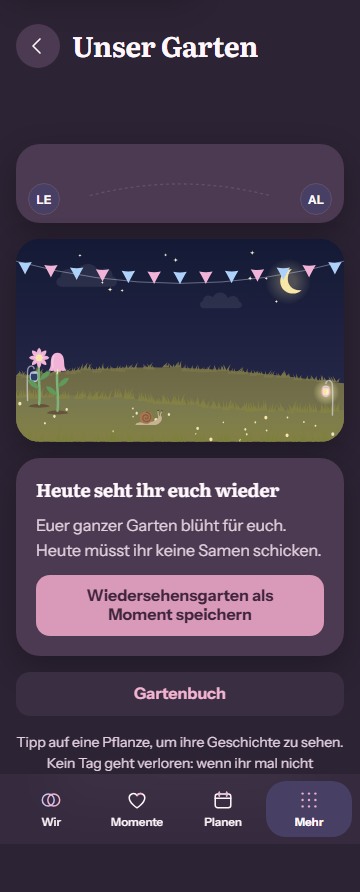 Unser Garten
LE
AL
Heute seht ihr euch wieder
Euer ganzer Garten blüht für euch.
Heute müsst ihr keine Samen schicken.
Wiedersehensgarten als
Moment speichern
Gartenbuch
Tipp auf eine Pflanze, um ihre Geschichte zu sehen.
Kein Tag geht verloren: wenn ihr mal nicht
Wir
Momente
Planen
Mehr